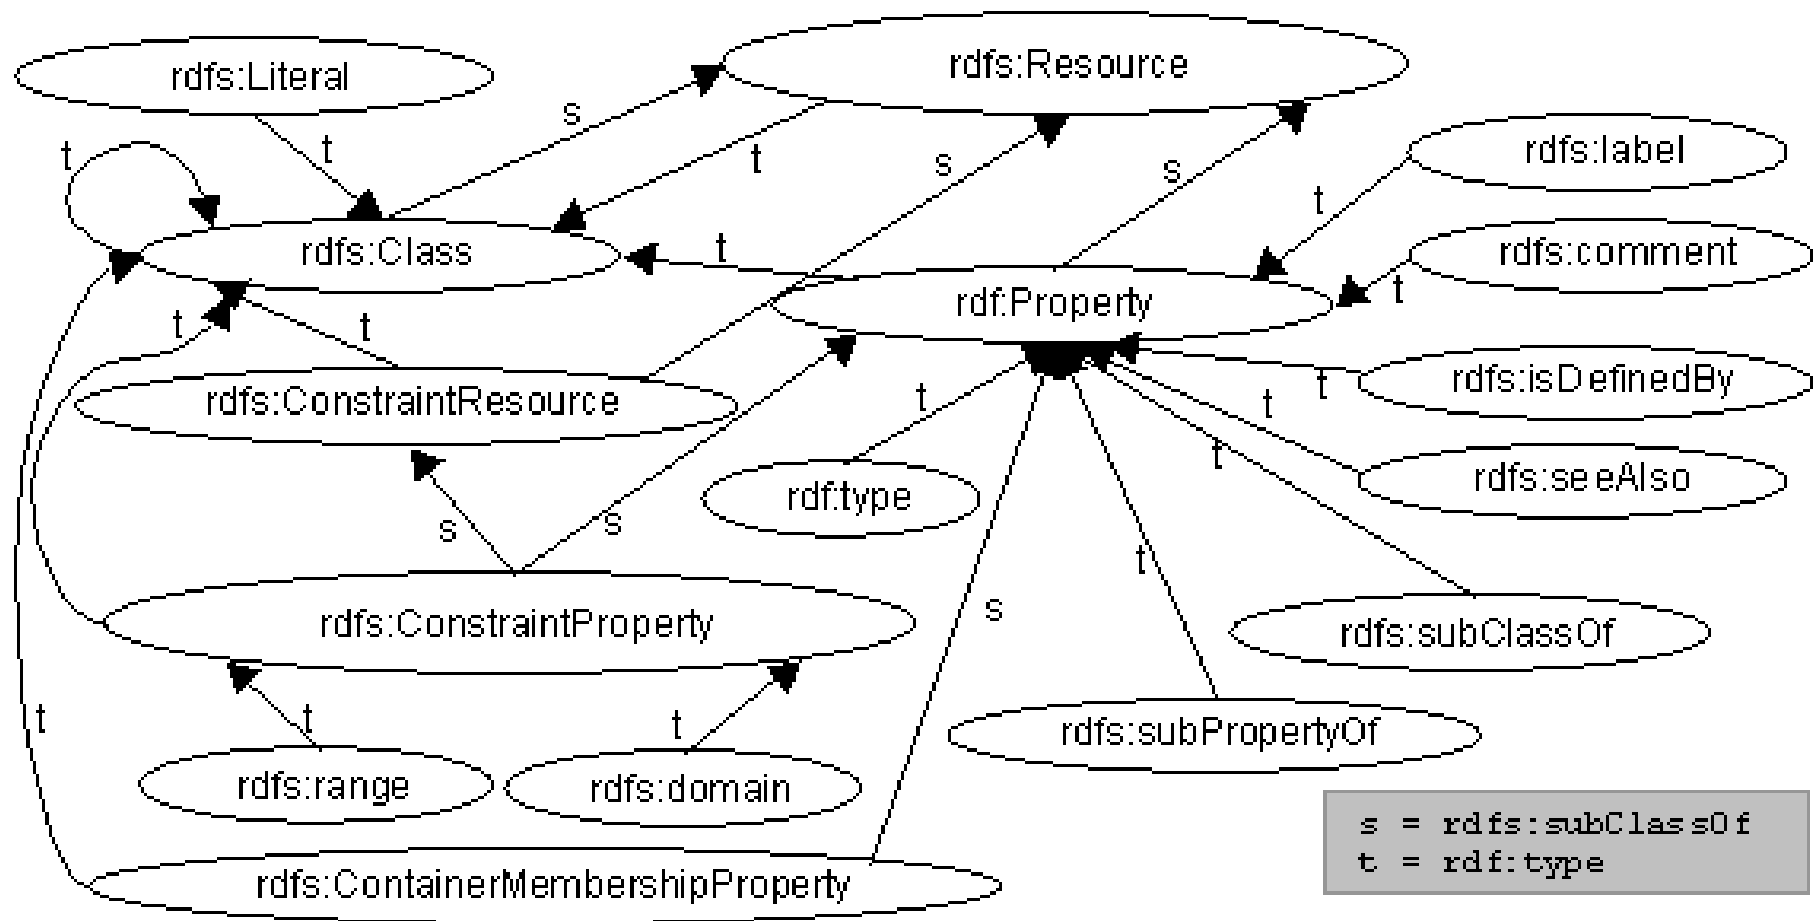 rdfs:Literal
rdfs:Resource
s
t
t
t
s
s
rdfs:label
t
rdfs:Class
t
rdfs:comment
t
rdf:Property
t
t
rdfs:ConstraintResource
t
t
rdfs:isDefinedBy
t
t
rdf:type
rdfs:seeAlso
s
s
t
rdfs:ConstraintProperty
s
rdfs:subClassOf
t
t
t
rdfs:subPropertyOf
rdfs:range
rdfs:domain
rdfs:ContainerMembershipProperty
s = rdfs:subClassOf
t = rdf:type